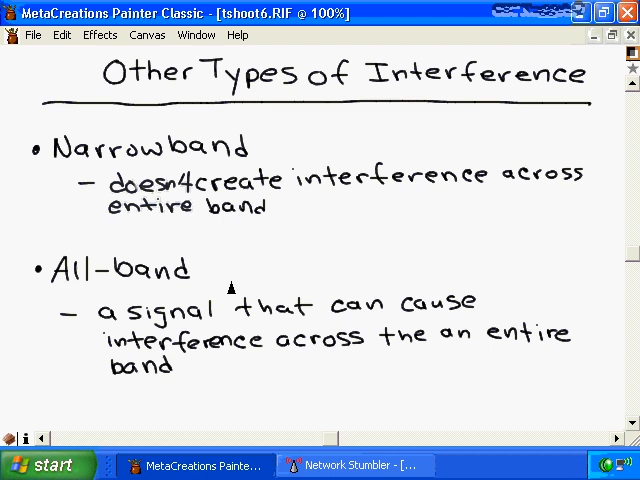 MetaCreations Painter Classic - [tshoot6.RIF @ 100%]
File Edit Effects Canvas Window Help
Other Types of Interference
• Narrowband
- doesn4create interference across
entire band
• All-band
- a signal that can cause
interference across the an entire
band
start MetaCreations Painte... Network Stumbler - [...